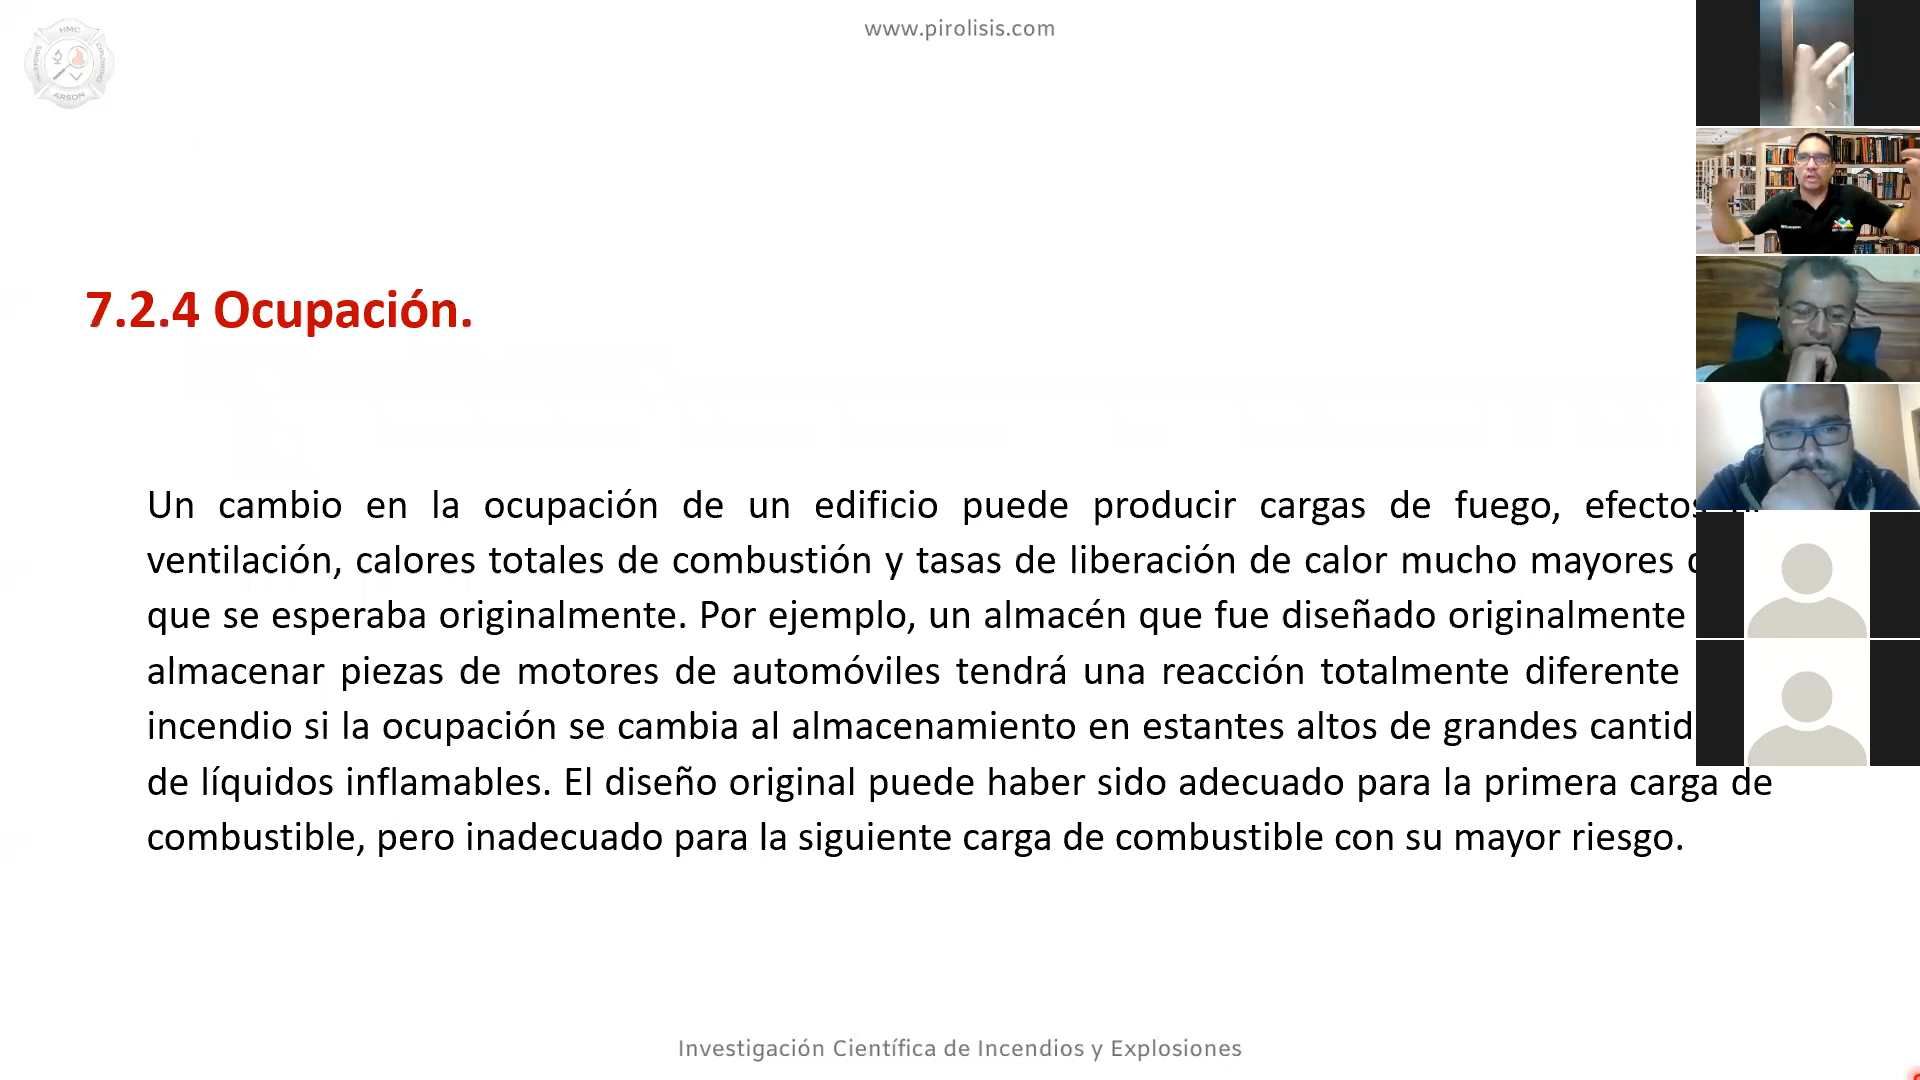 www.pirolisis.com
HMC
ARSON
7.2.4 Ocupación.
Un cambio en la ocupación de un edificio puede producir cargas de fuego, efectos
ventilación, calores totales de combustión y tasas de liberación de calor mucho mayores
que se esperaba originalmente. Por ejemplo, un almacén que fue diseñado originalmente
almacenar piezas de motores de automóviles tendrá una reacción totalmente diferente
incendio si la ocupación se cambia al almacenamiento en estantes altos de grandes cantid
de líquidos inflamables. El diseño original puede haber sido adecuado para la primera carga de
combustible, pero inadecuado para la siguiente carga de combustible con su mayor riesgo.
Investigación Científica de Incendios y Explosiones